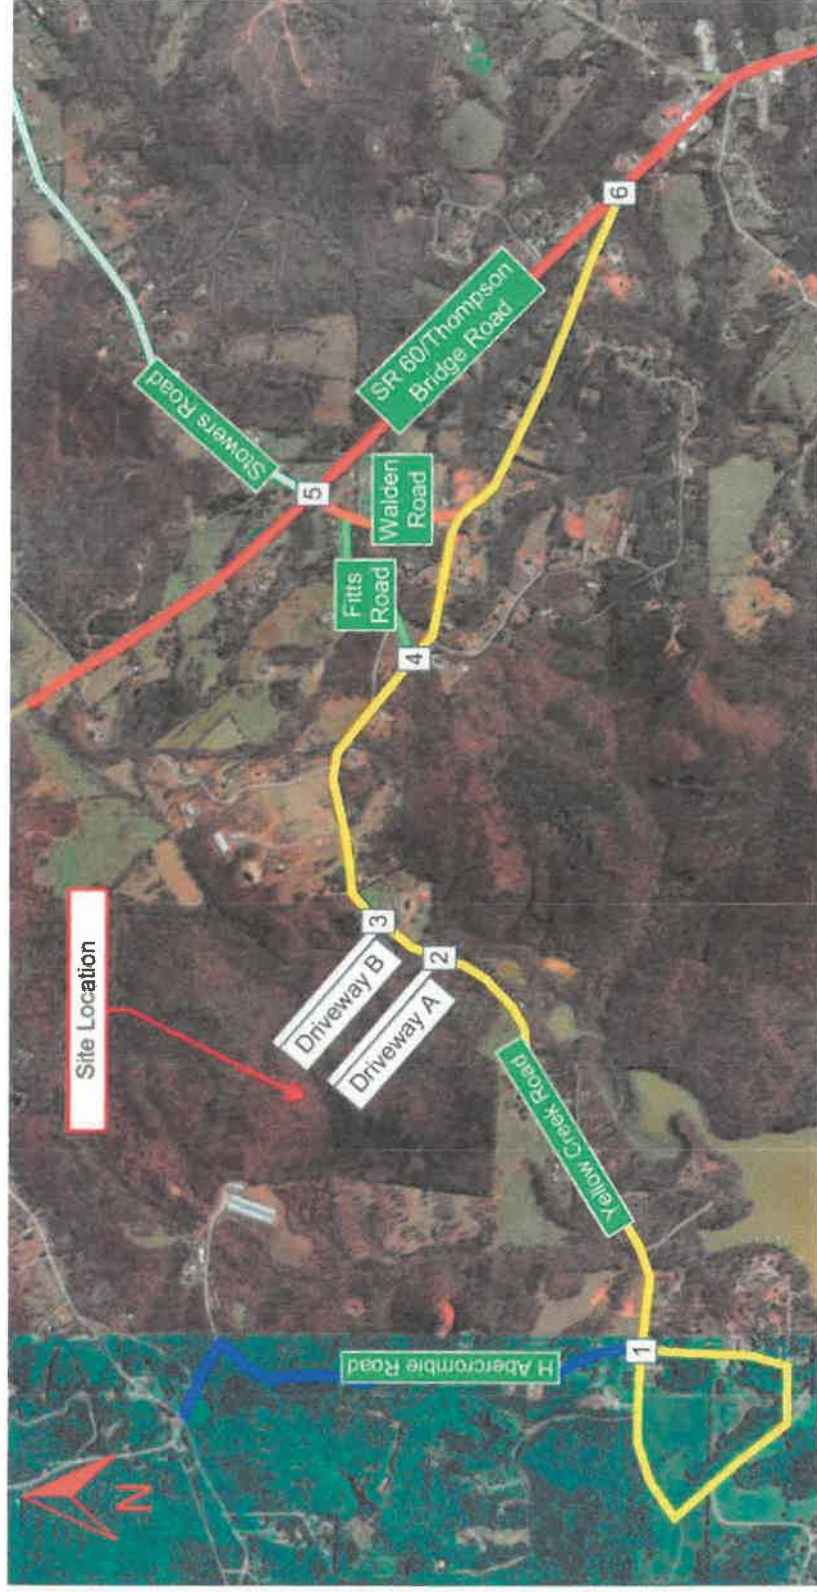 Site Location
Stowers Road
SR 60/Thompson
Bridge Road
5
6
Walden
Road
Fitts
Road
4
3
2
Driveway B
Driveway A
Yellow Creek Road
H Abercrombie Road
1
N